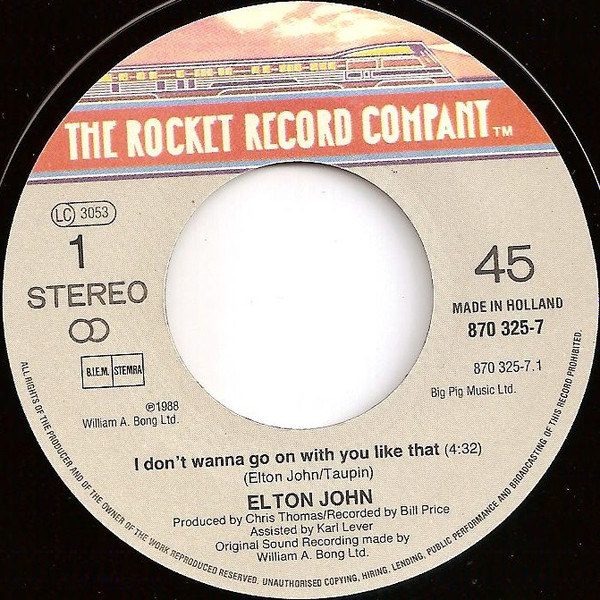 THE ROCKET RECORD COMPANY™
LC 3053
1
STEREO
45
MADE IN HOLLAND
870 325-7
B.I.E.M. STEMRA
870 325-7.1
Big Pig Music Ltd.
℗1988
William A. Bong Ltd.
I don't wanna go on with you like that (4:32)
(Elton John/Taupin)
ELTON JOHN
Produced by Chris Thomas/Recorded by Bill Price
Assisted by Karl Lever
Original Sound Recording made by
William A. Bong Ltd.
ALL RIGHTS OF THE PRODUCER AND OF THE OWNER OF THE WORK REPRODUCED RESERVED. UNAUTHORISED COPYING, HIRING, LENDING, PUBLIC PERFORMANCE AND BROADCASTING OF THIS RECORD PROHIBITED.